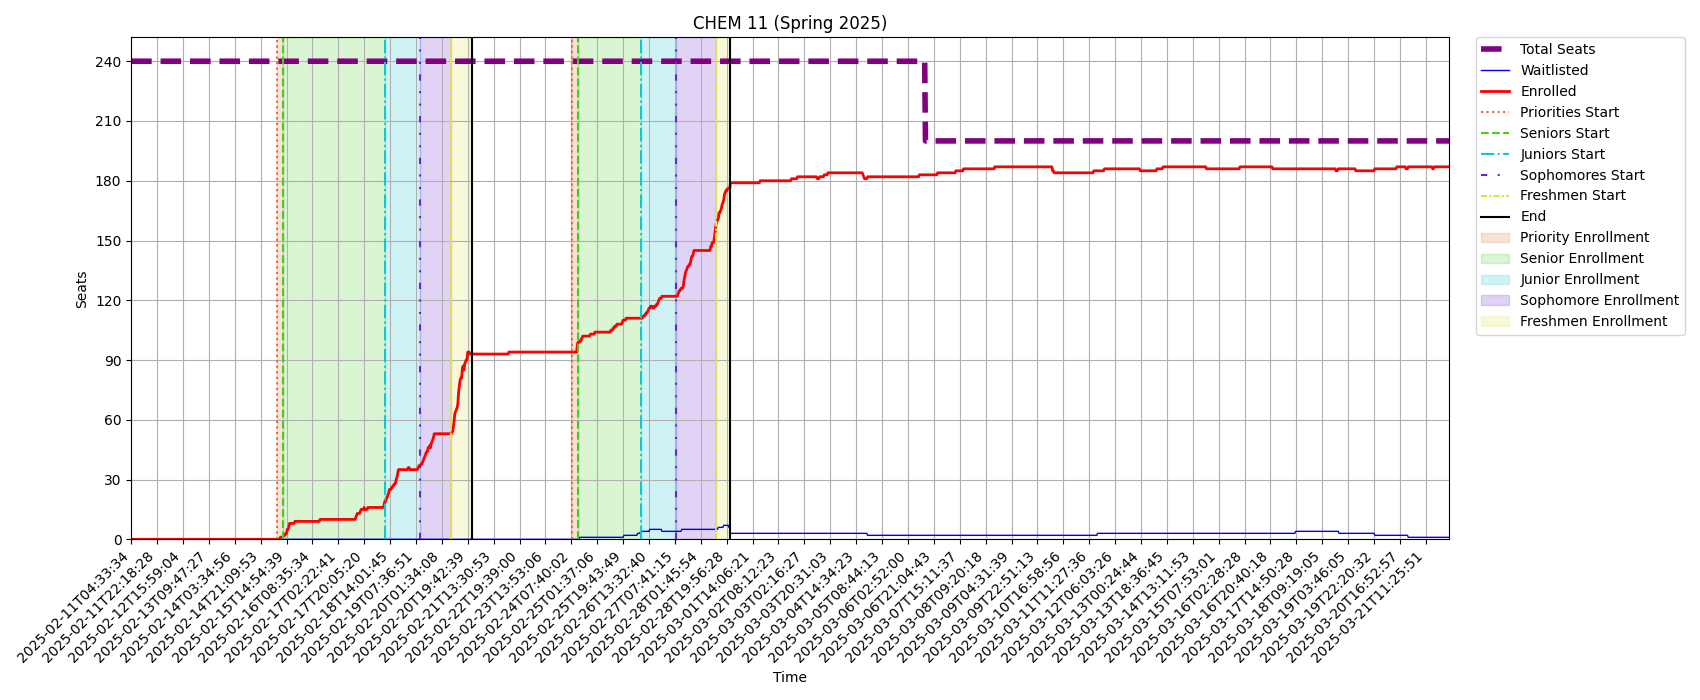 CHEM 11 (Spring 2025)
Seats
240
210
180
150
120
90
60
30
0
2025-02-11T04:33:34
2025-02-11T22:18:28
2025-02-12T15:59:04
2025-02-13T09:47:27
2025-02-14T03:34:56
2025-02-14T21:09:53
2025-02-15T14:54:39
2025-02-16T08:35:34
2025-02-17T02:22:41
2025-02-17T20:05:20
2025-02-18T14:01:45
2025-02-19T07:36:51
2025-02-20T01:34:08
2025-02-20T19:42:39
2025-02-21T13:30:53
2025-02-22T19:39:00
2025-02-23T13:53:06
2025-02-24T07:40:02
2025-02-25T01:37:06
2025-02-25T19:43:49
2025-02-26T13:32:40
2025-02-27T07:41:15
2025-02-28T01:45:54
2025-02-28T19:56:28
2025-03-01T14:06:21
2025-03-02T08:12:23
2025-03-03T02:16:27
2025-03-03T20:31:03
2025-03-04T14:34:23
2025-03-05T08:44:13
2025-03-06T02:52:00
2025-03-06T21:04:43
2025-03-07T15:11:37
2025-03-08T09:20:18
2025-03-09T04:31:39
2025-03-09T22:51:13
2025-03-10T16:58:56
2025-03-11T11:27:36
2025-03-12T06:03:26
2025-03-13T00:24:44
2025-03-13T18:36:45
2025-03-14T13:11:53
2025-03-15T07:53:01
2025-03-16T02:28:28
2025-03-16T20:40:18
2025-03-17T14:50:28
2025-03-18T09:19:05
2025-03-19T03:46:05
2025-03-19T22:20:32
2025-03-20T16:52:57
2025-03-21T11:25:51
Time
Total Seats
Waitlisted
Enrolled
Priorities Start
Seniors Start
Juniors Start
Sophomores Start
Freshmen Start
End
Priority Enrollment
Senior Enrollment
Junior Enrollment
Sophomore Enrollment
Freshmen Enrollment